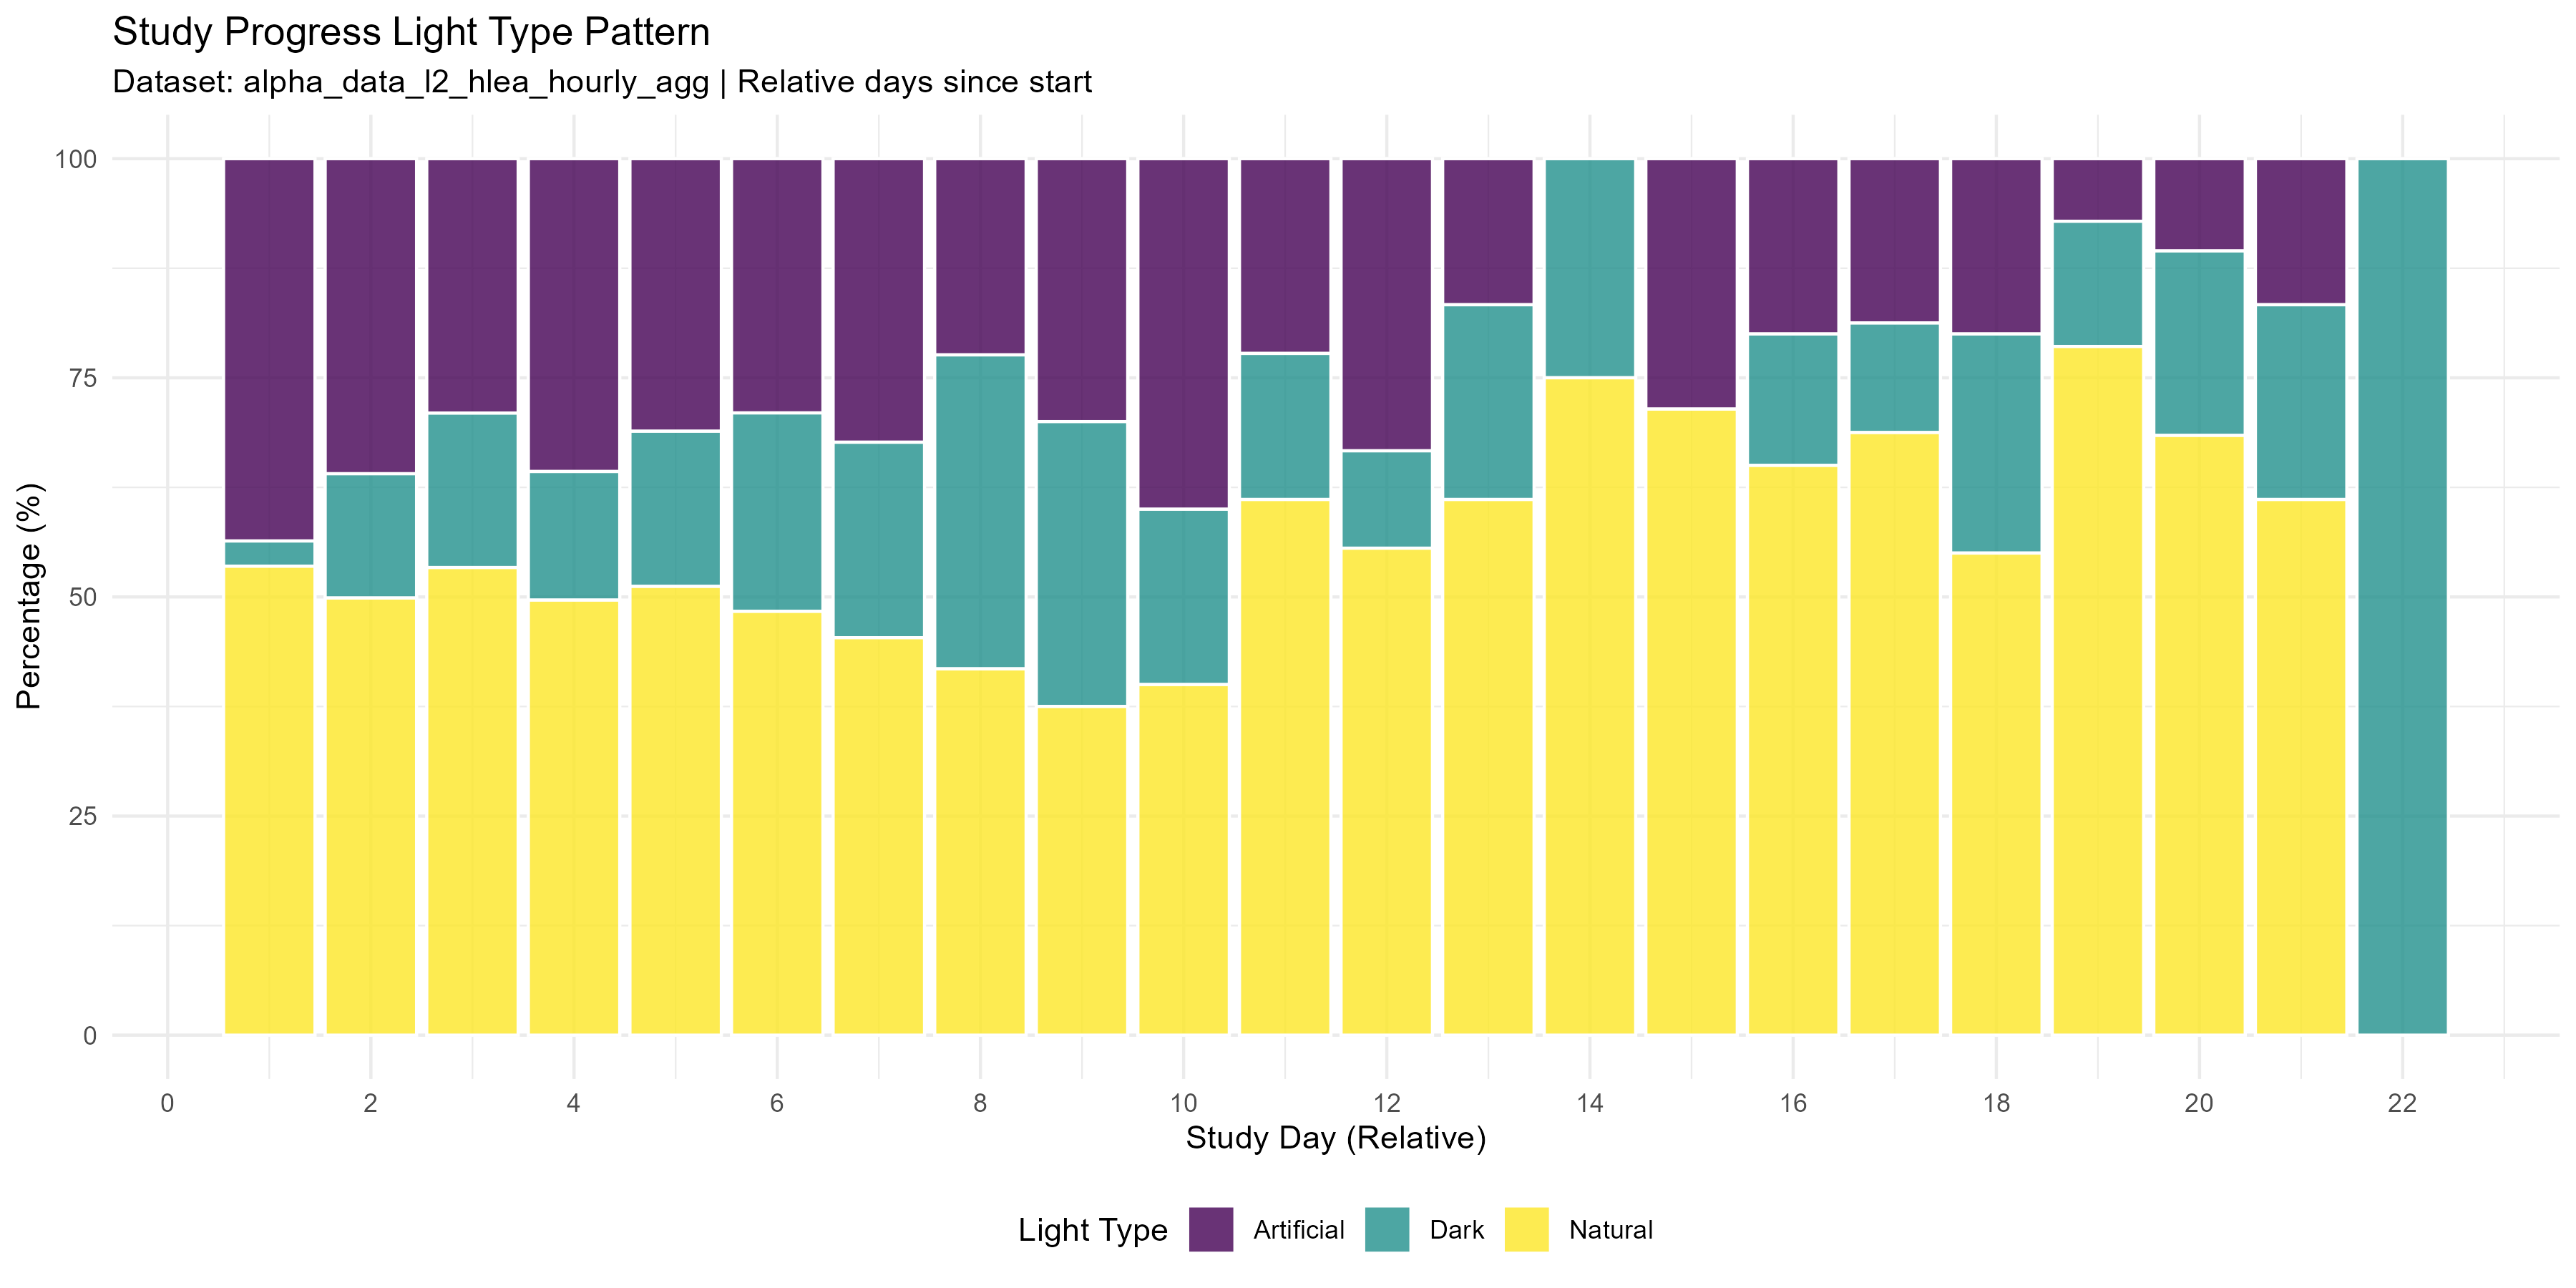 Study Progress Light Type Pattern
Dataset: alpha_data_l2_hlea_hourly_agg | Relative days since start
Percentage (%)
100
75
50
25
0
0 2 4 6 8 10 12 14 16 18 20 22
Study Day (Relative)
Light Type Artificial Dark Natural